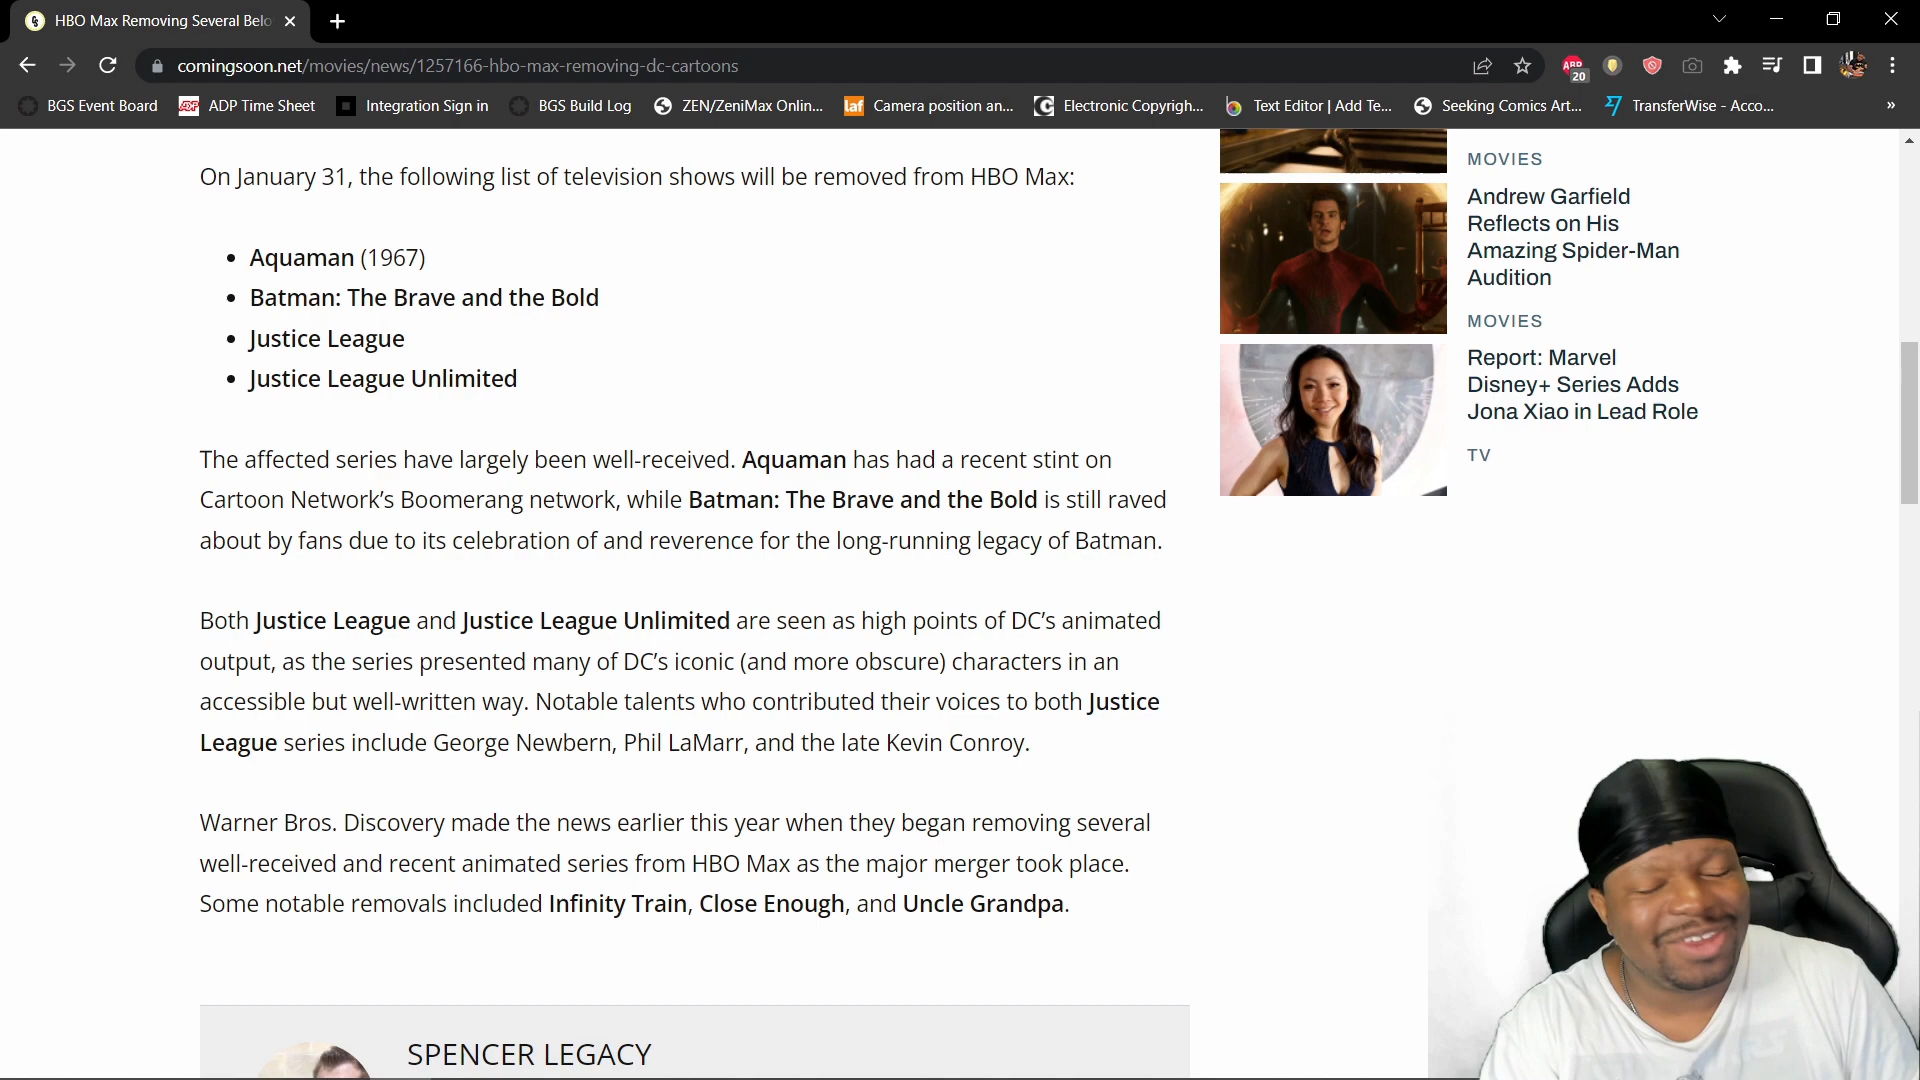 HBO Max Removing Several Belo
comingsoon.net/movies/news/1257166-hbo-max-removing-dc-cartoons
ABP
20
BGS Event Board
ADP Time Sheet
Integration Sign in
BGS Build Log
ZEN/ZeniMax Onlin...
laf
Camera position an...
Electronic Copyrigh...
Text Editor | Add Te...
Seeking Comics Art...
TransferWise - Acco...
»
On January 31, the following list of television shows will be removed from HBO Max:
• Aquaman (1967)
• Batman: The Brave and the Bold
• Justice League
• Justice League Unlimited
The affected series have largely been well-received. Aquaman has had a recent stint on
Cartoon Network’s Boomerang network, while Batman: The Brave and the Bold is still raved
about by fans due to its celebration of and reverence for the long-running legacy of Batman.
Both Justice League and Justice League Unlimited are seen as high points of DC’s animated
output, as the series presented many of DC’s iconic (and more obscure) characters in an
accessible but well-written way. Notable talents who contributed their voices to both Justice
League series include George Newbern, Phil LaMarr, and the late Kevin Conroy.
Warner Bros. Discovery made the news earlier this year when they began removing several
well-received and recent animated series from HBO Max as the major merger took place.
Some notable removals included Infinity Train, Close Enough, and Uncle Grandpa.
SPENCER LEGACY
MOVIES
Andrew Garfield
Reflects on His
Amazing Spider-Man
Audition
MOVIES
Report: Marvel
Disney+ Series Adds
Jona Xiao in Lead Role
TV